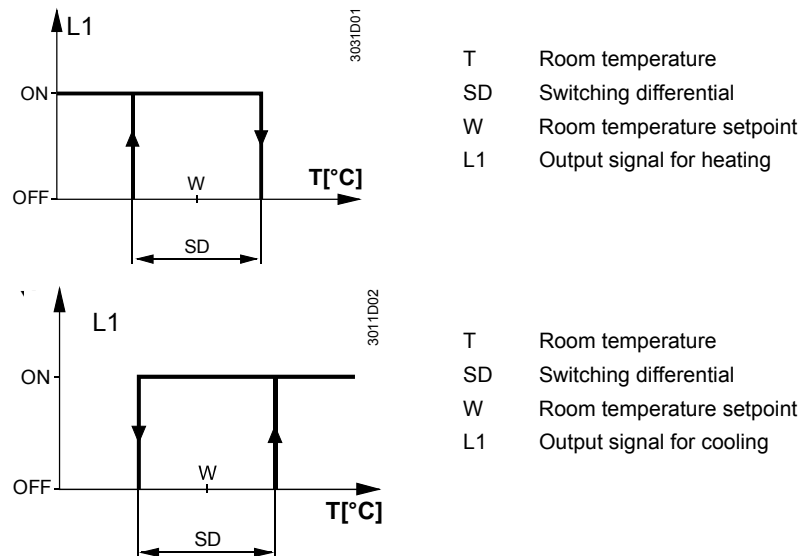 L1
3031D01
ON
OFF
W
T[°C]
SD
T Room temperature
SD Switching differential
W Room temperature setpoint
L1 Output signal for heating
L1
3011D02
ON
OFF
W
T[°C]
SD
T Room temperature
SD Switching differential
W Room temperature setpoint
L1 Output signal for cooling